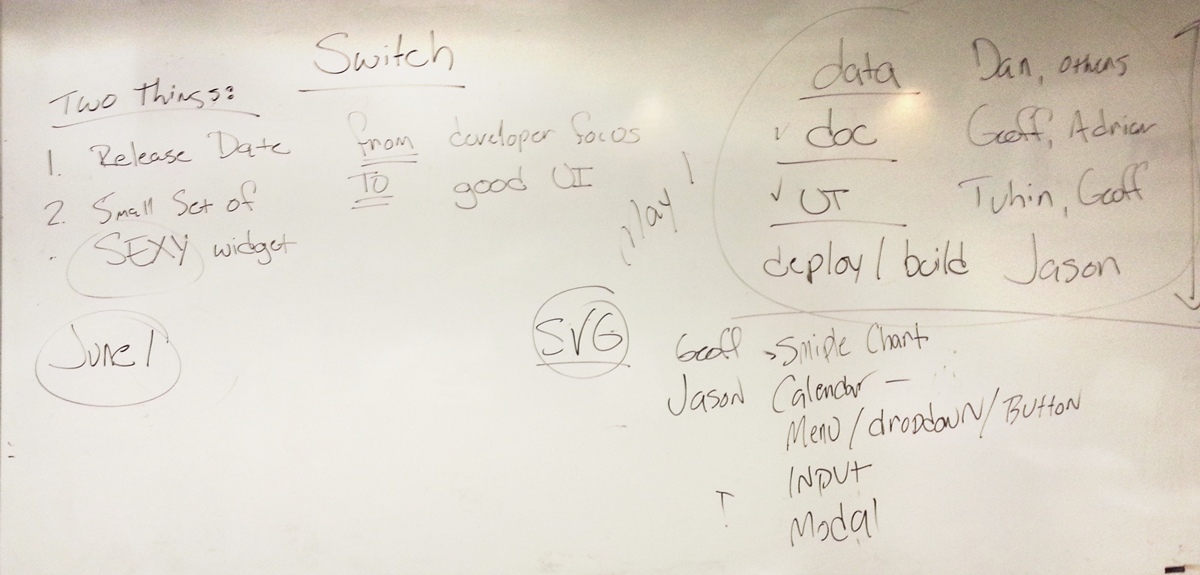 Switch
Two Things:
1. Release Date
2. Small Set of
SEXY widget
from developer focus
TO good UI
June 1
play
data Dan, others
✓ doc Geoff, Adrian
✓ UI Tuhin, Geoff
deploy / build Jason
SVG
Geoff > Smiple Chart
Jason Calendar —
Menu / dropdown / Button
INPUT
Modal